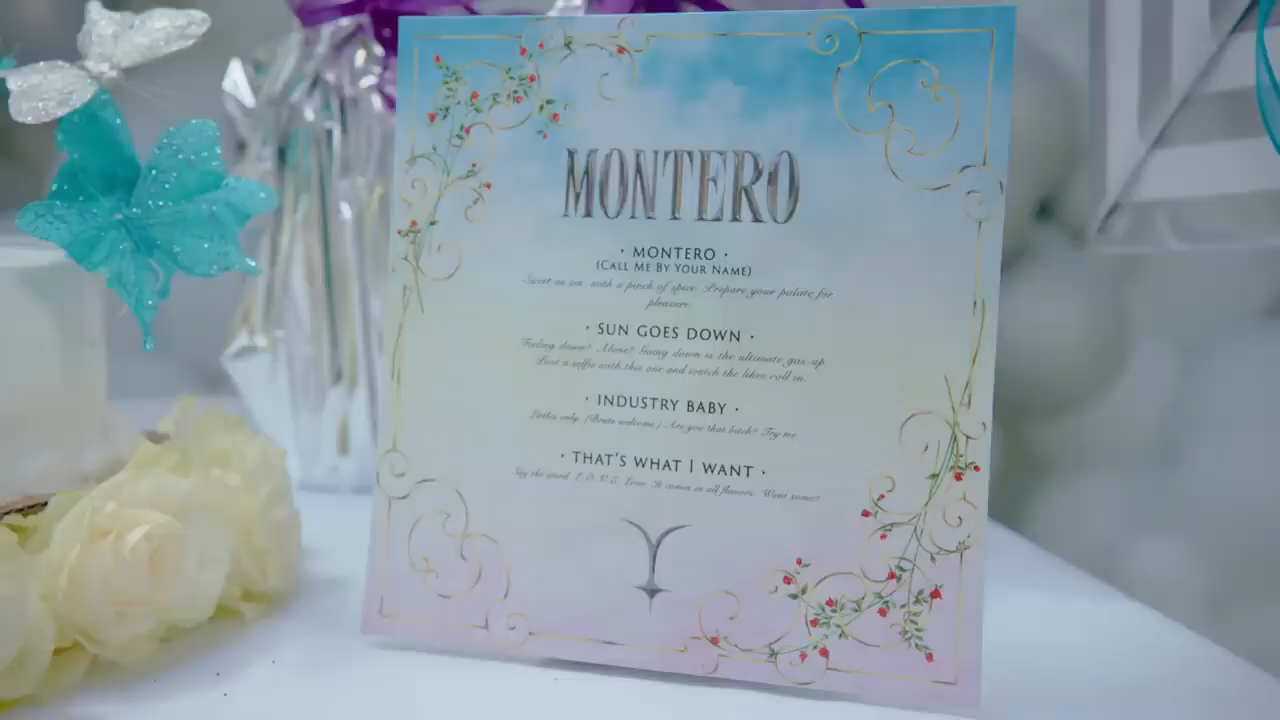 MONTERO
· MONTERO ·
(CALL ME BY YOUR NAME)
Sweet as sin, with a pinch of spice. Prepare your palate for
pleasure.
· SUN GOES DOWN ·
Feeling down? Alone? Going down is the ultimate gas-up.
Post a selfie with this one and watch the likes roll in.
· INDUSTRY BABY ·
only. (Brats welcome.) Are you that bitch? Try me.
· THAT'S WHAT I WANT ·
Say the word. L.O.V.E. Love. It comes in all flavors. Want some?